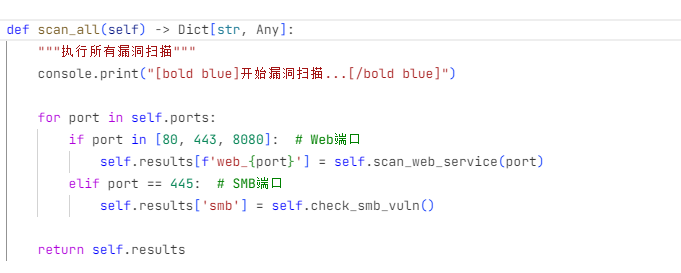 def scan_all(self) -> Dict[str, Any]:
    """执行所有漏洞扫描"""
    console.print("[bold blue]开始漏洞扫描...[/bold blue]")
    for port in self.ports:
        if port in [80, 443, 8080]:  # Web端口
            self.results[f'web_{port}'] = self.scan_web_service(port)
        elif port == 445:  # SMB端口
            self.results['smb'] = self.check_smb_vuln()
    return self.results